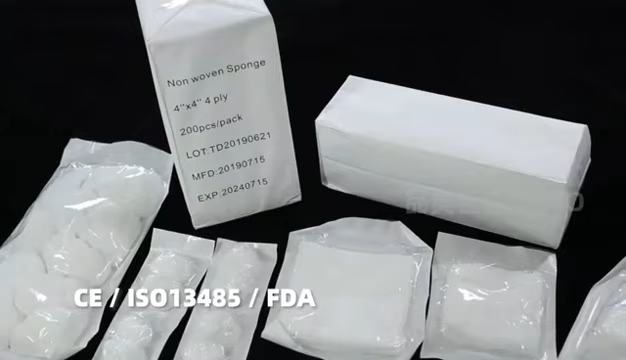 Non woven Sponge
4"x4" 4 ply
200pcs/pack
LOT:TD20190621
MFD:20190715
EXP:20240715
CE / ISO13485 / FDA